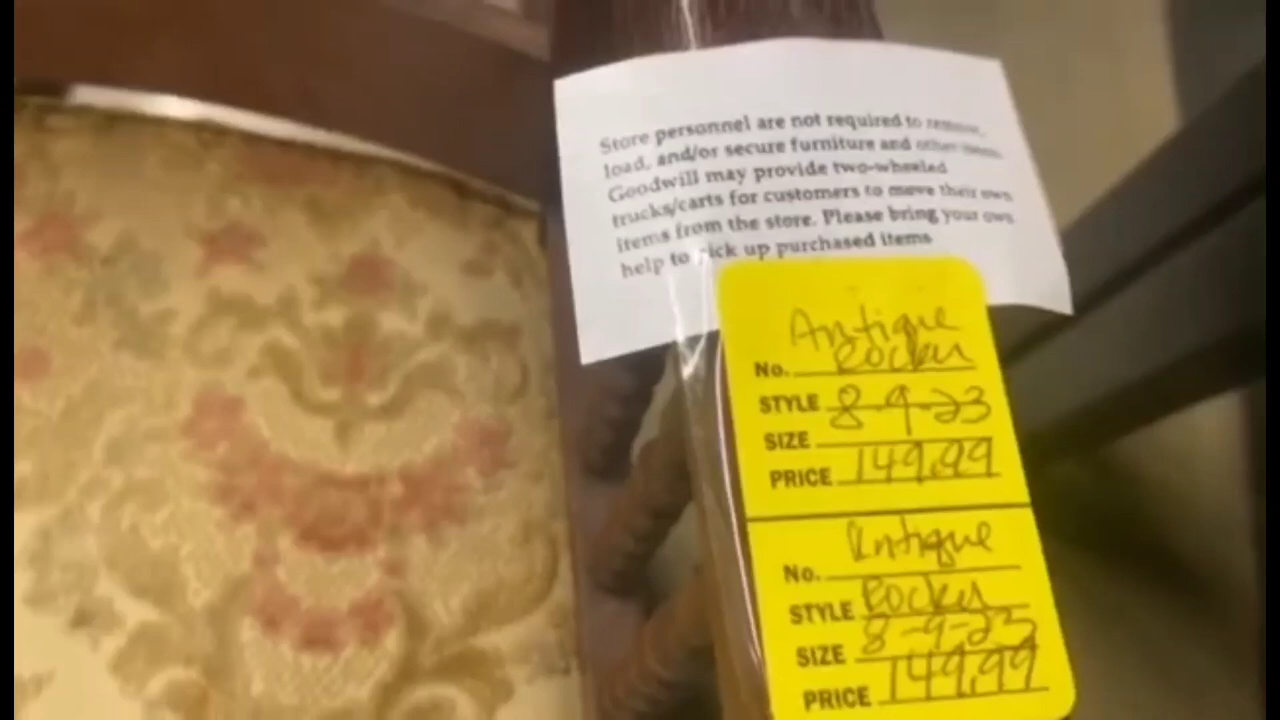 Store personnel are not required to remove,
load, and/or secure furniture and other items.
Goodwill may provide two-wheeled
trucks/carts for customers to move their own
items from the store. Please bring your own
help to pick up purchased items
Antique
No. Rocker
STYLE 8-9-23
SIZE
PRICE 149.99
Antique
No.
STYLE Rocker
SIZE 8-9-23
PRICE 149.99